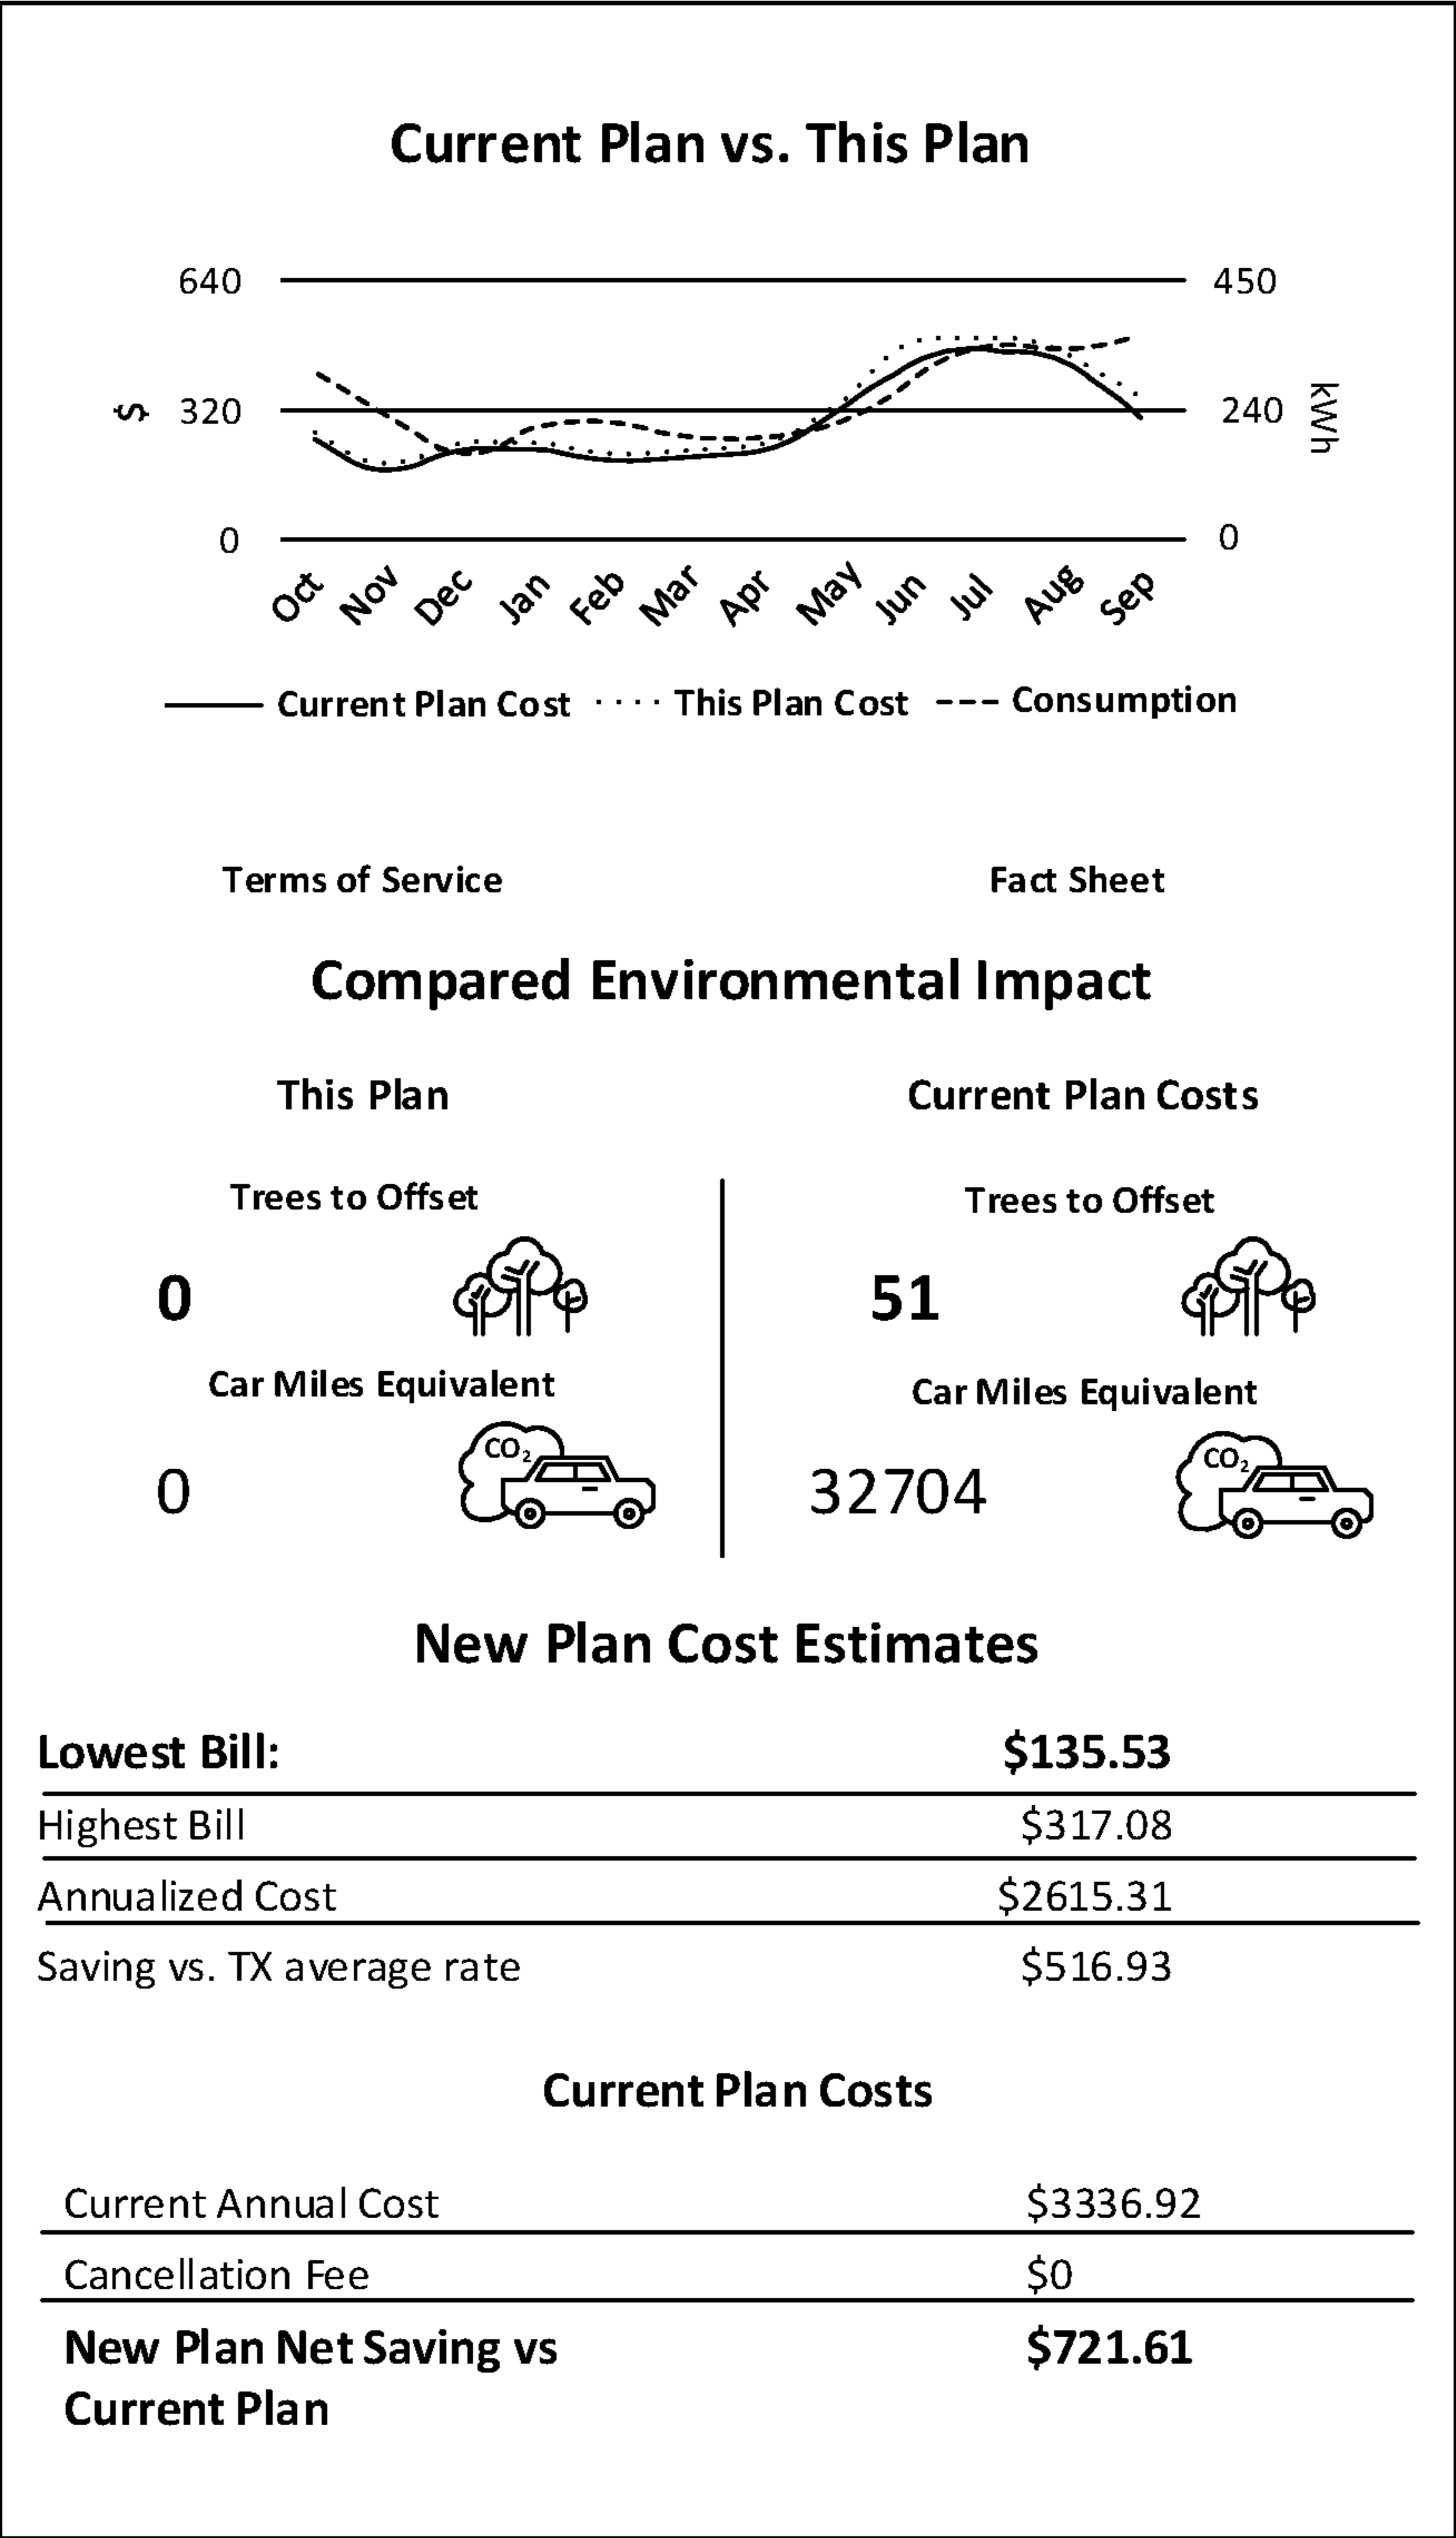 Current Plan vs. This Plan
640
450
$
320
240
kWh
0
0
Oct Nov Dec Jan Feb Mar Apr May Jun Jul Aug Sep
Current Plan Cost This Plan Cost Consumption
Terms of Service Fact Sheet
Compared Environmental Impact
This Plan
Current Plan Costs
Trees to Offset
Trees to Offset
0
51
Car Miles Equivalent
Car Miles Equivalent
CO2
CO2
0
32704
New Plan Cost Estimates
Lowest Bill: $135.53
Highest Bill $317.08
Annualized Cost $2615.31
Saving vs. TX average rate $516.93
Current Plan Costs
Current Annual Cost $3336.92
Cancellation Fee $0
New Plan Net Saving vs $721.61
Current Plan